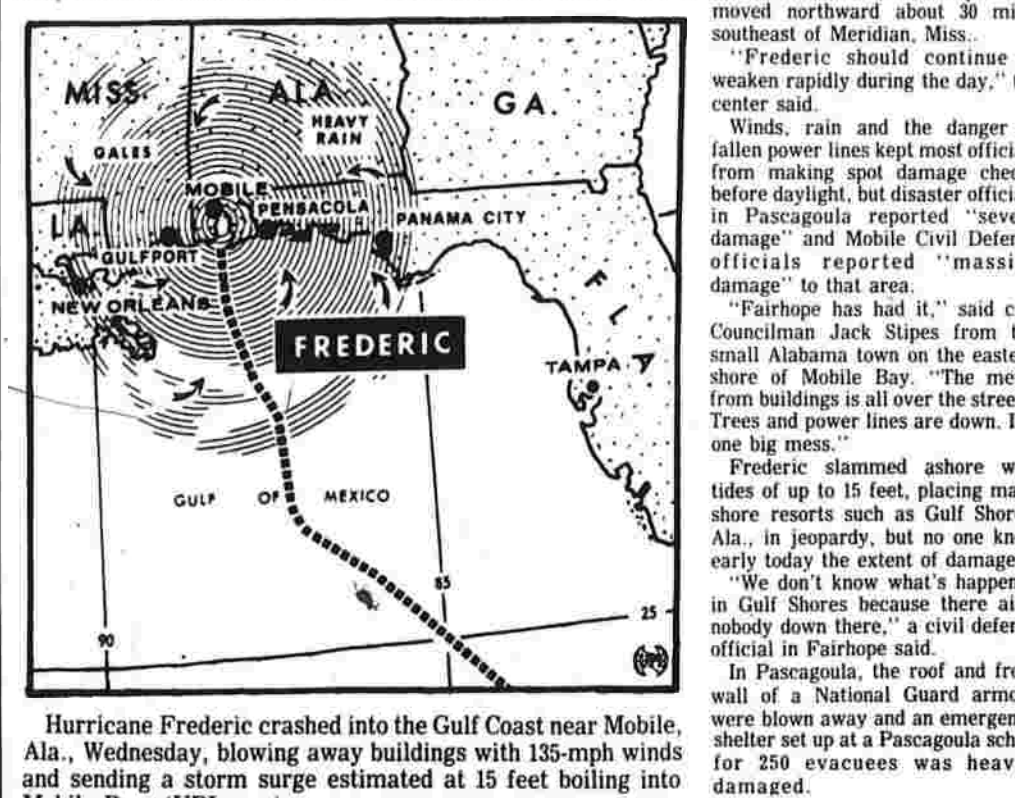 MISS.
ALA.
GA.
HEAVY
RAIN
GALES
MOBILE
PENSACOLA
PANAMA CITY
LA.
GULFPORT
NEW ORLEANS
FREDERIC
FLA
TAMPA
GULF OF MEXICO
85
25
90
Hurricane Frederic crashed into the Gulf Coast near Mobile,
Ala., Wednesday, blowing away buildings with 135-mph winds
and sending a storm surge estimated at 15 feet boiling into
moved northward about 30 mi
southeast of Meridian, Miss.
"Frederic should continue
weaken rapidly during the day,"
center said.
Winds, rain and the danger
fallen power lines kept most offici
from making spot damage chec
before daylight, but disaster offici
in Pascagoula reported "seve
damage" and Mobile Civil Defen
officials reported "massi
damage" to that area.
"Fairhope has had it," said c
Councilman Jack Stipes from t
small Alabama town on the easte
shore of Mobile Bay. "The me
from buildings is all over the stree
Trees and power lines are down. I
one big mess."
Frederic slammed ashore w
tides of up to 15 feet, placing ma
shore resorts such as Gulf Shor
Ala., in jeopardy, but no one kn
early today the extent of damage
"We don't know what's happen
in Gulf Shores because there ai
nobody down there," a civil defen
official in Fairhope said.
In Pascagoula, the roof and fr
wall of a National Guard armo
were blown away and an emergen
shelter set up at a Pascagoula sch
for 250 evacuees was heav
damaged.